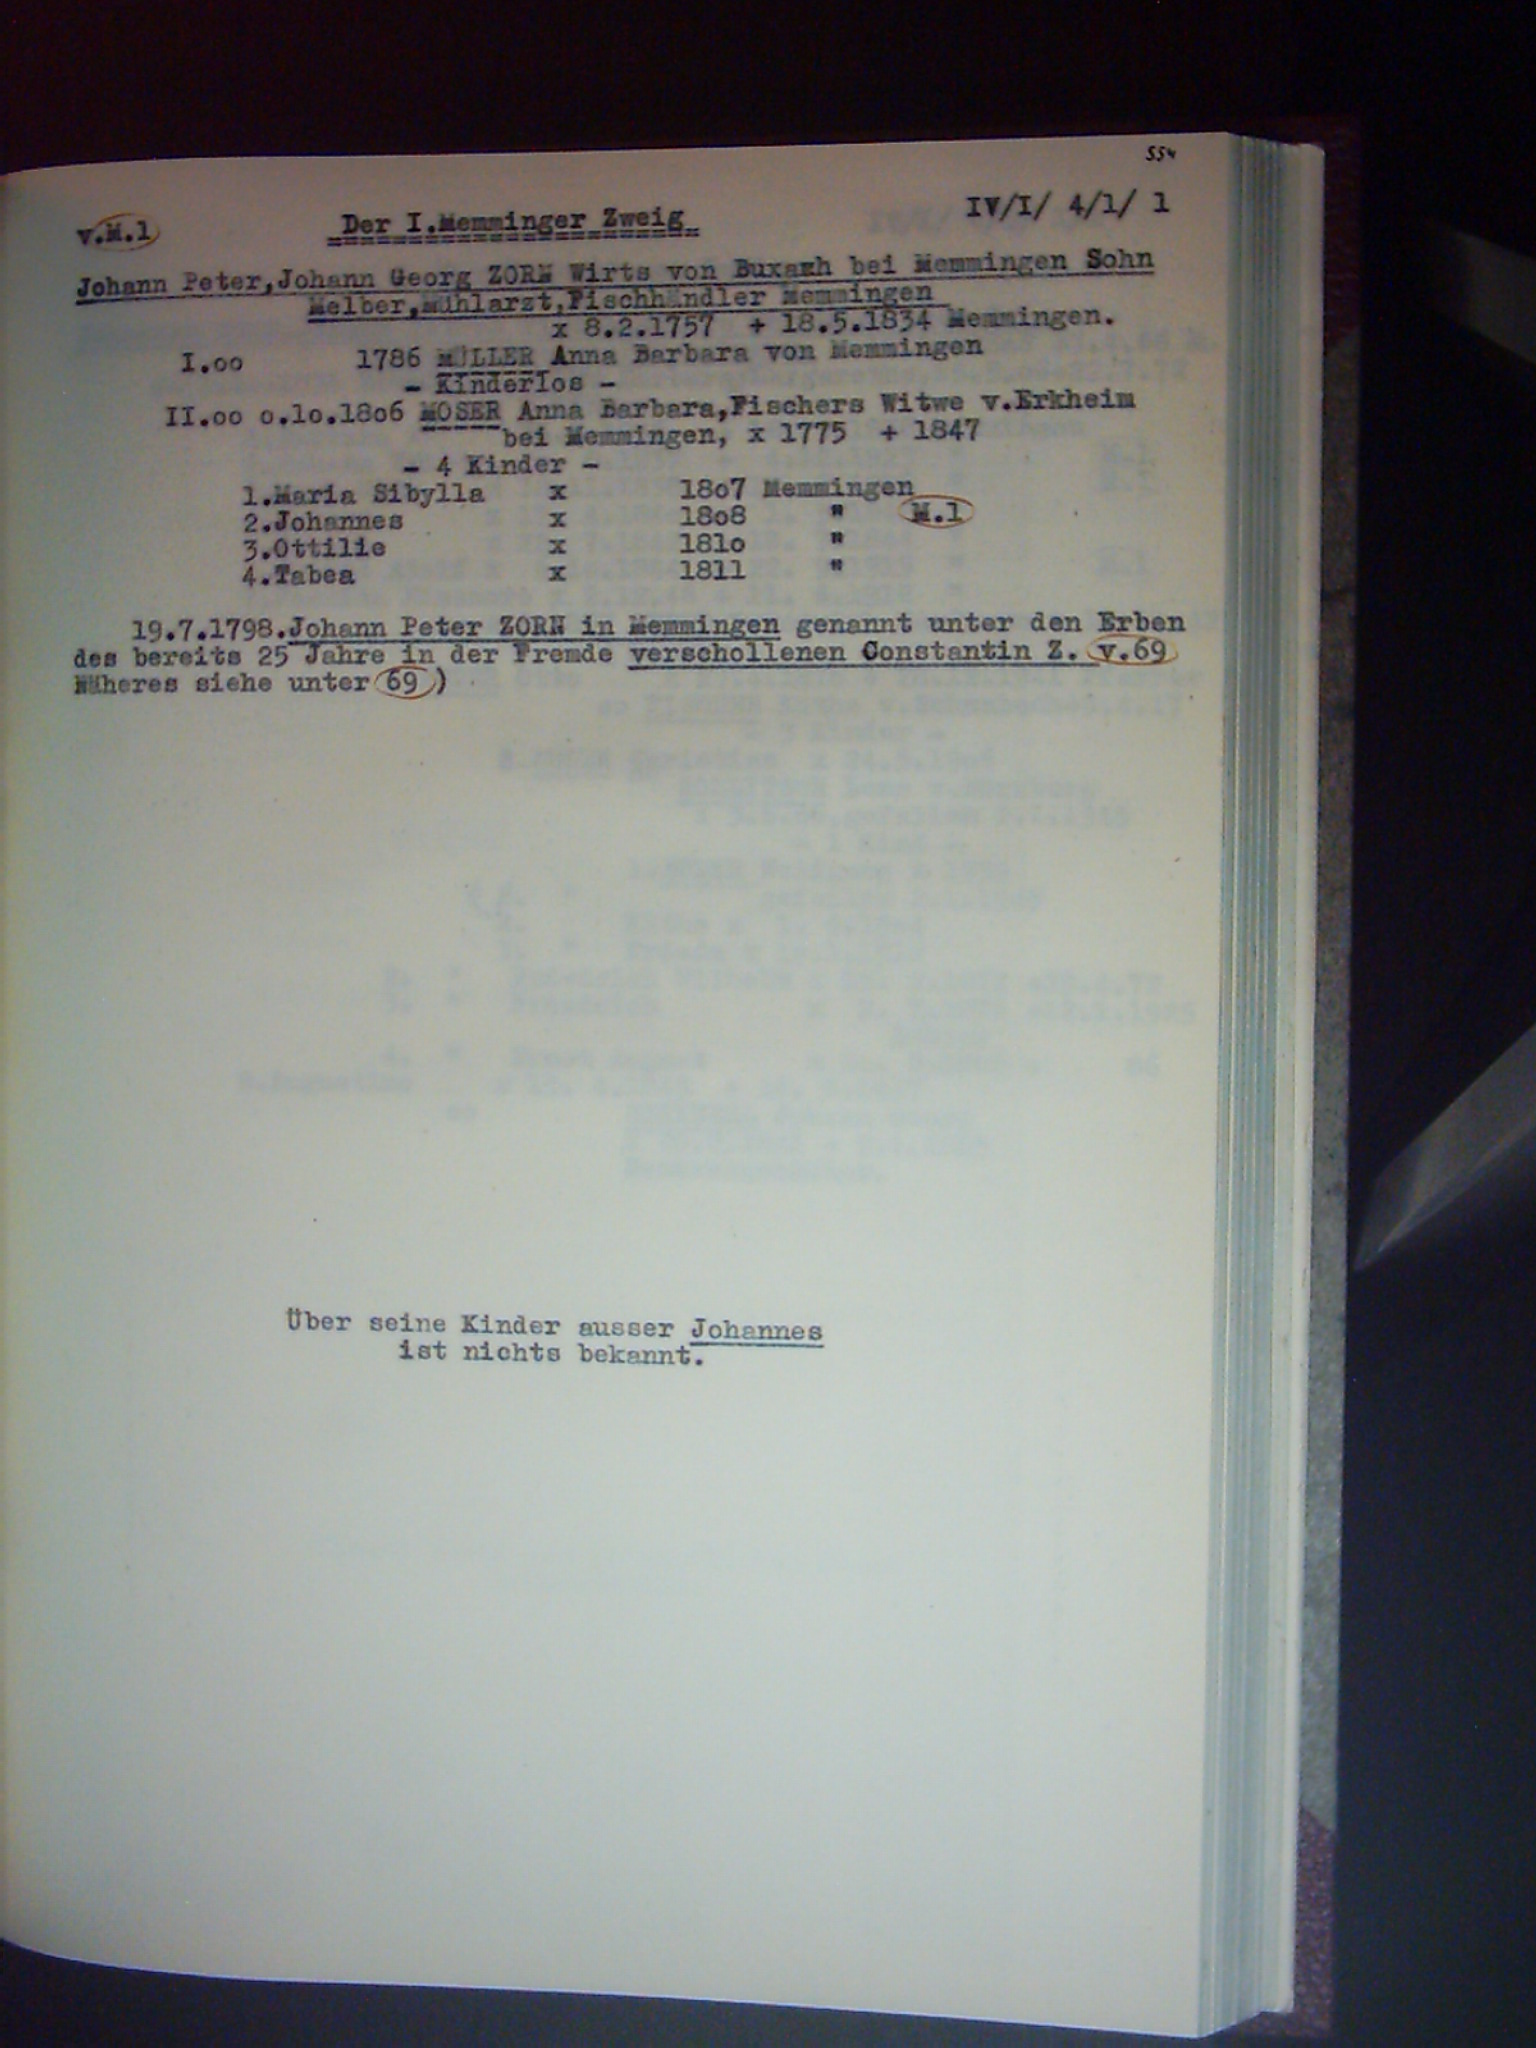 554
v.M.1 Der I.Memminger Zweig IV/I/ 4/1/ 1
Johann Peter,Johann Georg ZORN Wirts von Buxach bei Memmingen Sohn
Melber,Mühlarzt,Fischhändler Memmingen
x 8.2.1757 + 18.5.1834 Memmingen.
I.oo 1786 MÜLLER Anna Barbara von Memmingen
- Kinderlos -
II.oo o.1o.18o6 MOSER Anna Barbara,Fischers Witwe v.Erkheim
bei Memmingen, x 1775 + 1847
- 4 Kinder -
1.Maria Sibylla x 18o7 Memmingen
2.Johannes x 18o8 " M.1
3.Ottilie x 181o "
4.Tabea x 1811 "
19.7.1798.Johann Peter ZORN in Memmingen genannt unter den Erben
des bereits 25 Jahre in der Fremde verschollenen Constantin Z. v.69
Näheres siehe unter 69 )
Über seine Kinder ausser Johannes
ist nichts bekannt.